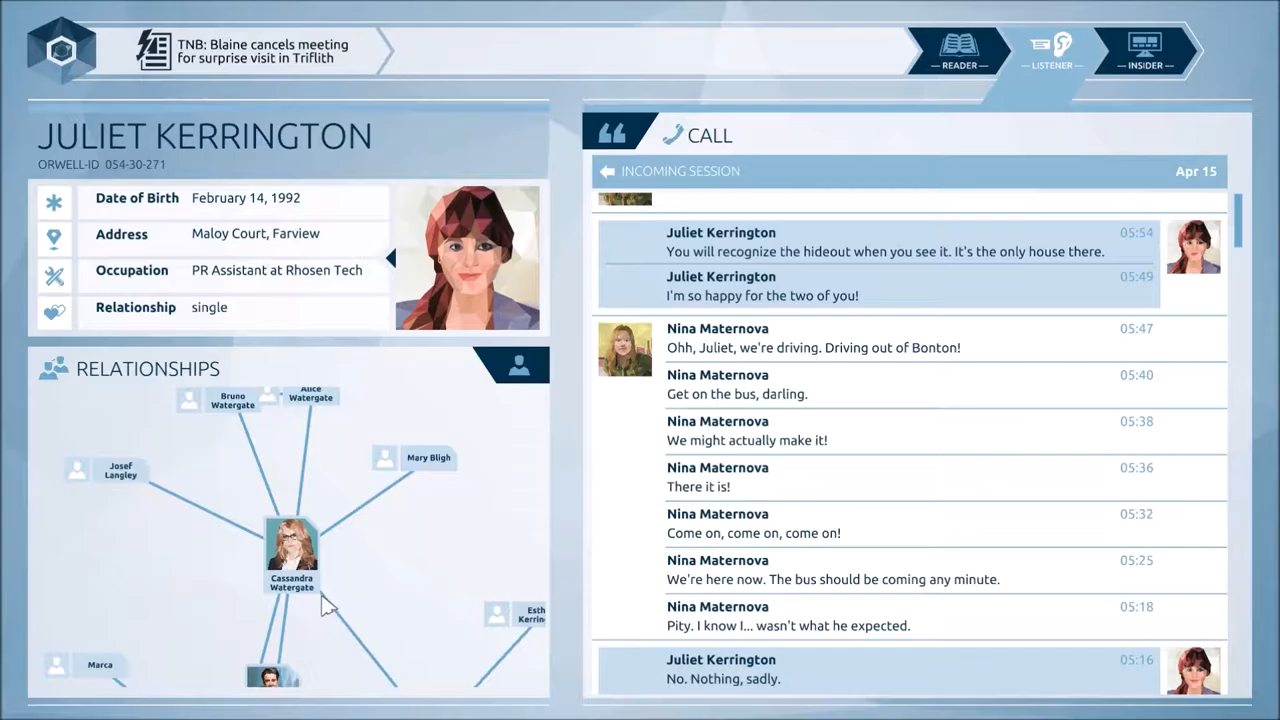 TNB: Blaine cancels meeting
for surprise visit in Triflith
READER
LISTENER
INSIDER
JULIET KERRINGTON
ORWELL-ID 054-30-271
Date of Birth February 14, 1992
Address Maloy Court, Farview
Occupation PR Assistant at Rhosen Tech
Relationship single
RELATIONSHIPS
Bruno
Watergate
Alice
Watergate
Josef
Langley
Mary Bligh
Cassandra
Watergate
Esth
Kerrin
Marca
CALL
INCOMING SESSION Apr 15
Juliet Kerrington 05:54
You will recognize the hideout when you see it. It's the only house there.
Juliet Kerrington 05:49
I'm so happy for the two of you!
Nina Maternova 05:47
Ohh, Juliet, we're driving. Driving out of Bonton!
Nina Maternova 05:40
Get on the bus, darling.
Nina Maternova 05:38
We might actually make it!
Nina Maternova 05:36
There it is!
Nina Maternova 05:32
Come on, come on, come on!
Nina Maternova 05:25
We're here now. The bus should be coming any minute.
Nina Maternova 05:18
Pity. I know I... wasn't what he expected.
Juliet Kerrington 05:16
No. Nothing, sadly.